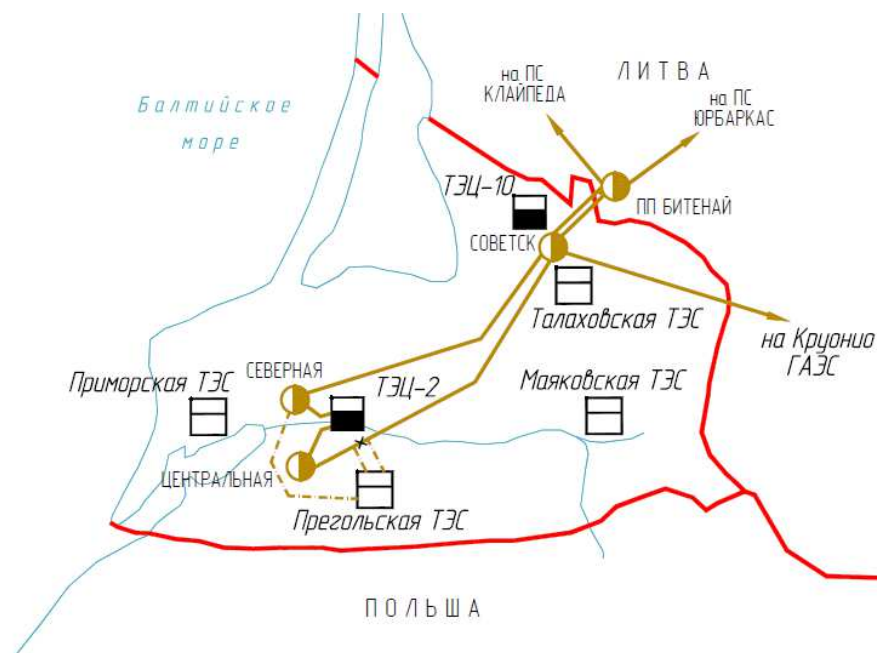 на ПС
КЛАЙПЕДА
ЛИТВА
на ПС
ЮРБАРКАС
Балтийское
море
ТЭЦ-10
ПП БИТЕНАЙ
СОВЕТСК
Талаховская ТЭС
на Круонио
ГАЭС
СЕВЕРНАЯ
Приморская ТЭС
ТЭЦ-2
Маяковская ТЭС
ЦЕНТРАЛЬНАЯ
Прегольская ТЭС
ПОЛЬША